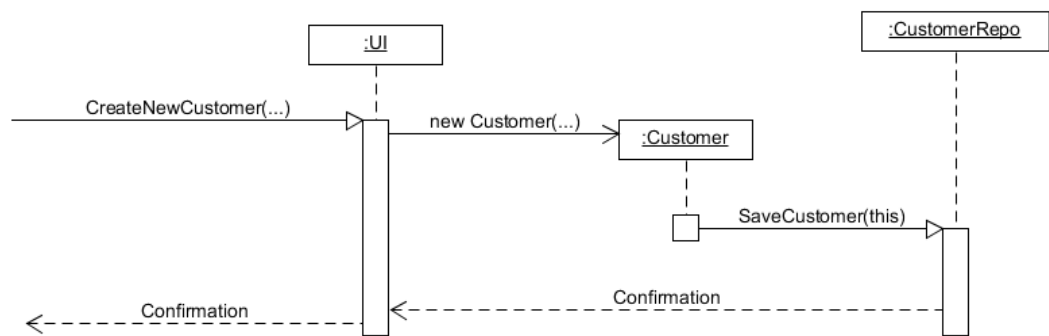 :UI
:CustomerRepo
CreateNewCustomer(...)
new Customer(...)
:Customer
SaveCustomer(this)
Confirmation
Confirmation